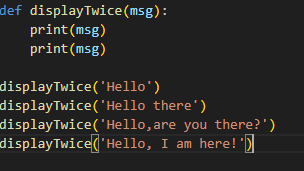 def displayTwice(msg):
    print(msg)
    print(msg)

displayTwice('Hello')
displayTwice('Hello there')
displayTwice('Hello,are you there?')
displayTwice('Hello, I am here!')